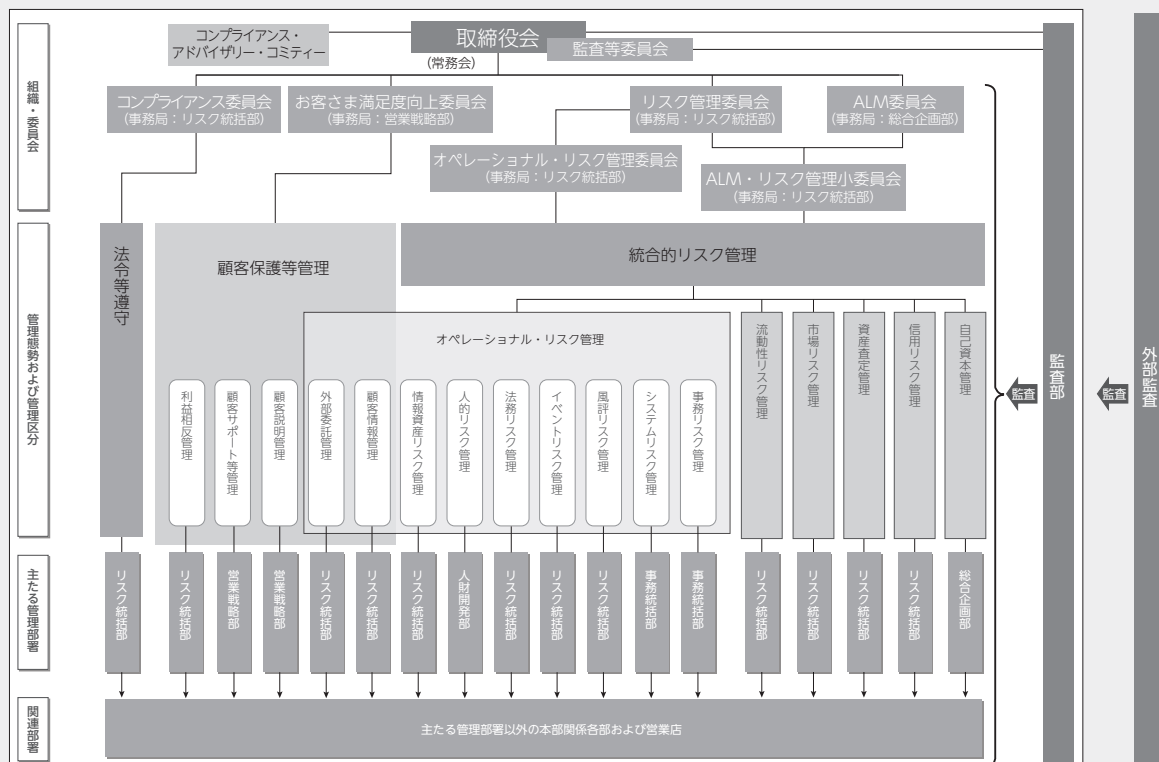 コンプライアンス・
アドバイザリー・コミティー
取締役会
監査等委員会
(常務会)
組織・委員会
コンプライアンス委員会
(事務局：リスク統括部)
お客さま満足度向上委員会
(事務局：営業戦略部)
リスク管理委員会
(事務局：リスク統括部)
ALM委員会
(事務局：総合企画部)
オペレーショナル・リスク管理委員会
(事務局：リスク統括部)
ALM・リスク管理小委員会
(事務局：リスク統括部)
管理態勢および管理区分
法令等遵守
顧客保護等管理
統合的リスク管理
オペレーショナル・リスク管理
利益相反管理
顧客サポート等管理
顧客説明管理
外部委託管理
顧客情報管理
情報資産リスク管理
人的リスク管理
法務リスク管理
イベントリスク管理
風評リスク管理
システムリスク管理
事務リスク管理
流動性リスク管理
市場リスク管理
資産査定管理
信用リスク管理
自己資本管理
監査
監査部
監査
外部監査
主たる管理部署
リスク統括部
リスク統括部
営業戦略部
営業戦略部
リスク統括部
リスク統括部
リスク統括部
人財開発部
リスク統括部
リスク統括部
リスク統括部
事務統括部
事務統括部
リスク統括部
リスク統括部
リスク統括部
リスク統括部
総合企画部
関連部署
主たる管理部署以外の本部関係各部および営業店